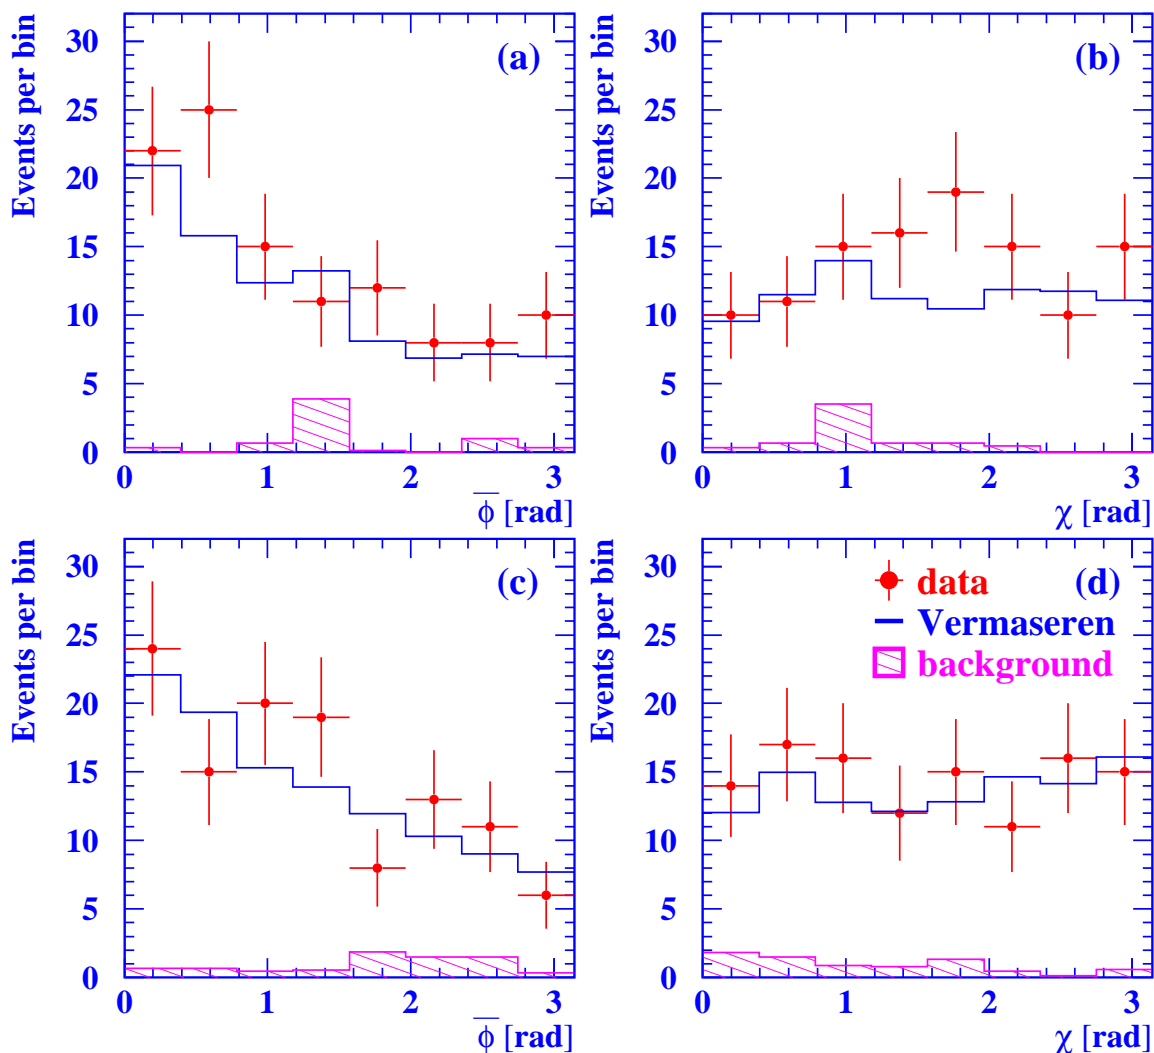 Events per bin
30
25
20
15
10
5
0
(a)
0 1 2 3
ϕ̅ [rad]
Events per bin
30
25
20
15
10
5
0
(b)
0 1 2 3
χ [rad]
Events per bin
30
25
20
15
10
5
0
(c)
0 1 2 3
ϕ̅ [rad]
Events per bin
30
25
20
15
10
5
0
(d)
data
Vermaseren
background
0 1 2 3
χ [rad]